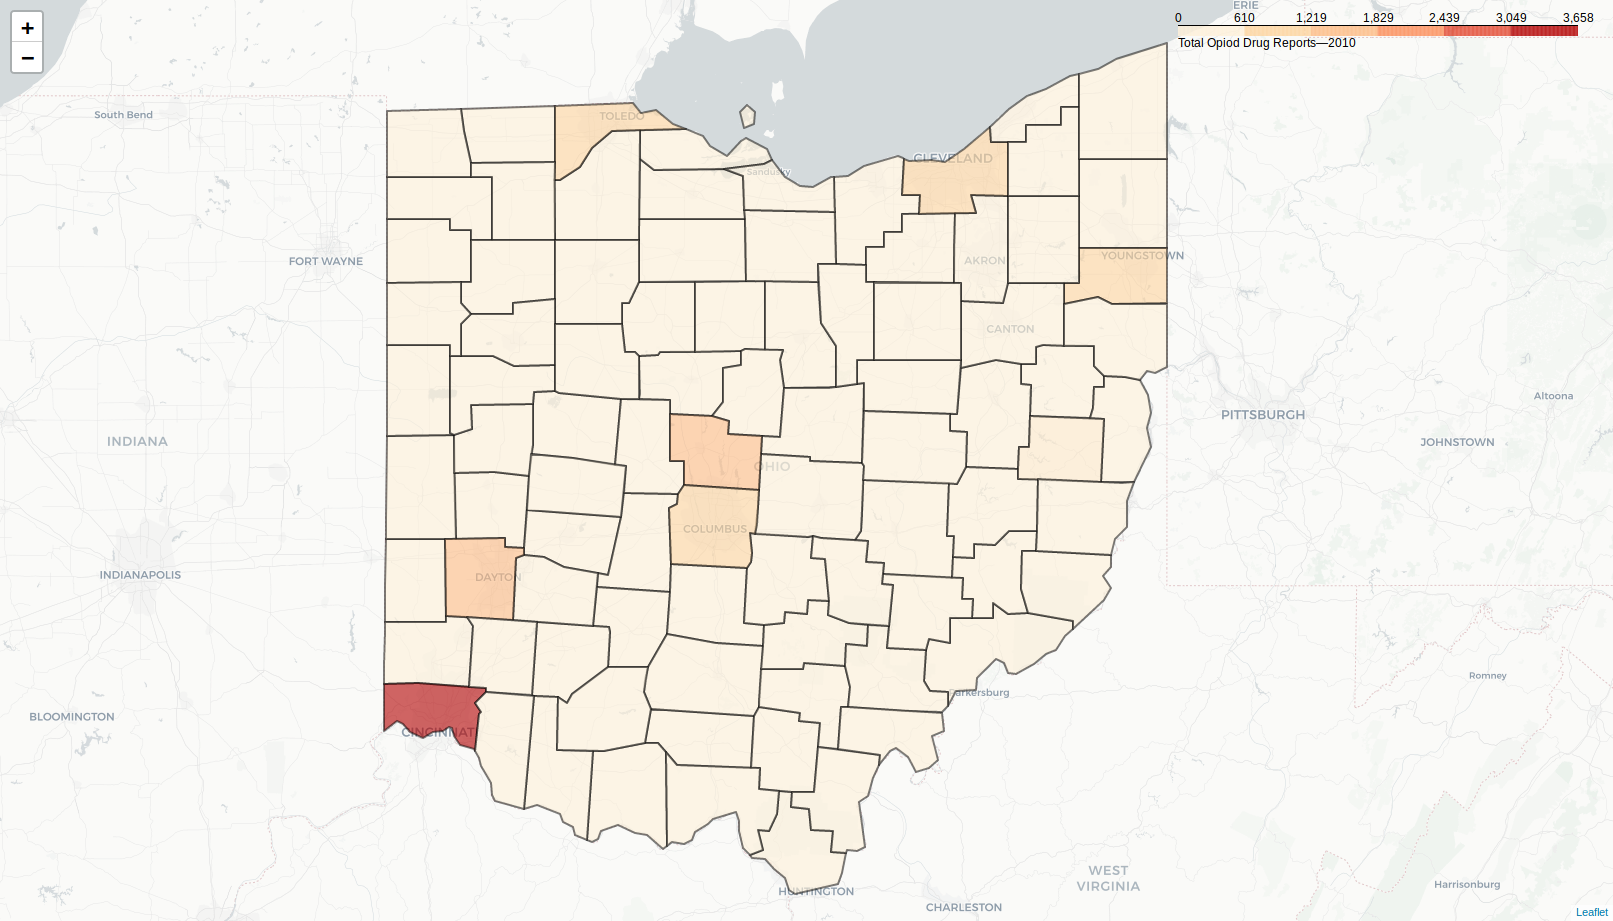 +
−
ERIE
0 610 1,219 1,829 2,439 3,049 3,658
Total Opiod Drug Reports—2010
South Bend
TOLEDO
CLEVELAND
Sandusky
FORT WAYNE
AKRON
YOUNGSTOWN
CANTON
Altoona
PITTSBURGH
INDIANA
JOHNSTOWN
OHIO
COLUMBUS
INDIANAPOLIS
DAYTON
Romney
arkersburg
BLOOMINGTON
CINCINNAT
WEST
VIRGINIA
Harrisonburg
HUNTINGTON
CHARLESTON
Leaflet